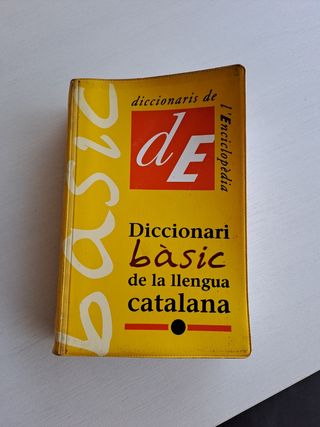 bàsic
diccionaris de
l'Enciclopèdia
dE
Diccionari
bàsic
de la llengua
catalana